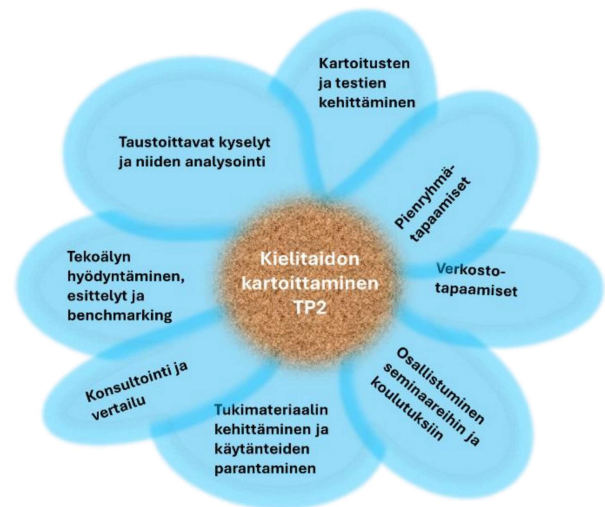 Kartoitusten
ja testien
kehittäminen
Taustoittavat kyselyt
ja niiden analysointi
Pienryhmä-
tapaamiset
Tekoälyn
hyödyntäminen,
esittelyt ja
benchmarking
Kielitaidon
kartoittaminen
TP2
Verkosto-
tapaamiset
Konsultointi ja
vertailu
Tukimateriaalin
kehittäminen ja
käytänteiden
parantaminen
Osallistuminen
seminaareihin ja
koulutuksiin